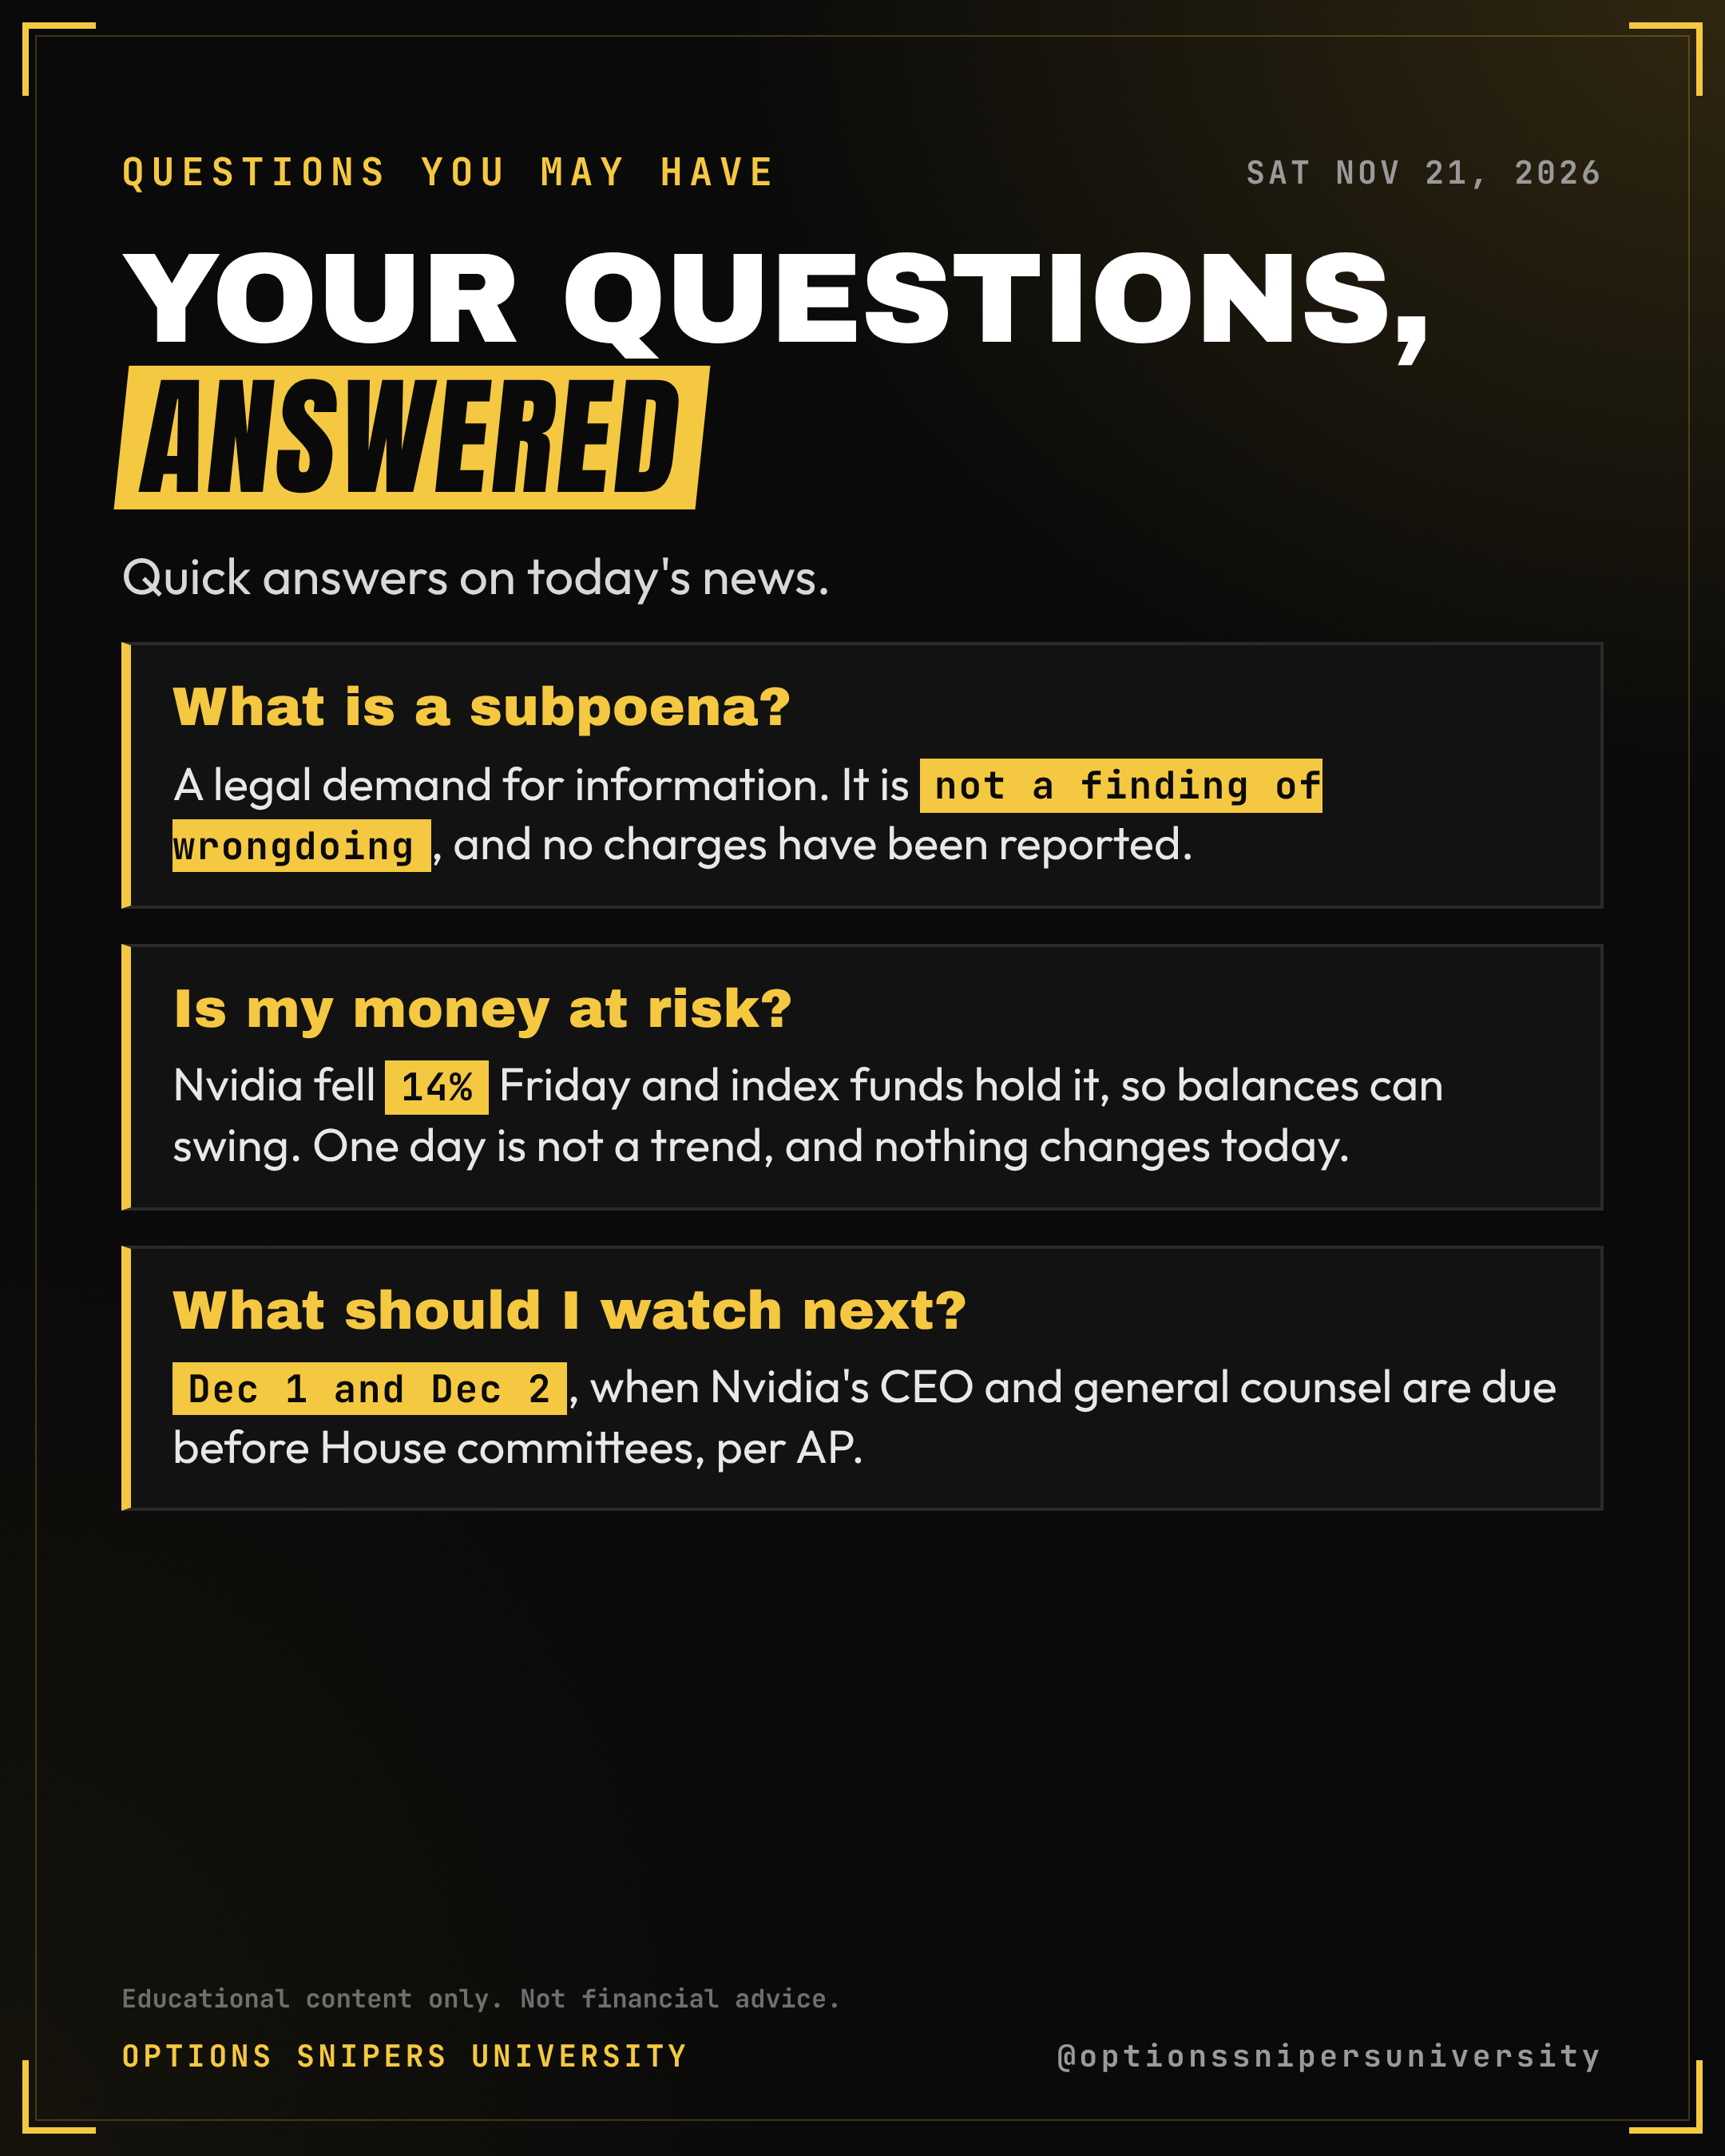 QUESTIONS YOU MAY HAVE
SAT NOV 21, 2026
YOUR QUESTIONS,
ANSWERED
Quick answers on today's news.
What is a subpoena?
A legal demand for information. It is not a finding of
wrongdoing, and no charges have been reported.
Is my money at risk?
Nvidia fell 14% Friday and index funds hold it, so balances can
swing. One day is not a trend, and nothing changes today.
What should I watch next?
Dec 1 and Dec 2, when Nvidia's CEO and general counsel are due
before House committees, per AP.
Educational content only. Not financial advice.
OPTIONS SNIPERS UNIVERSITY
@optionssnipersuniversity